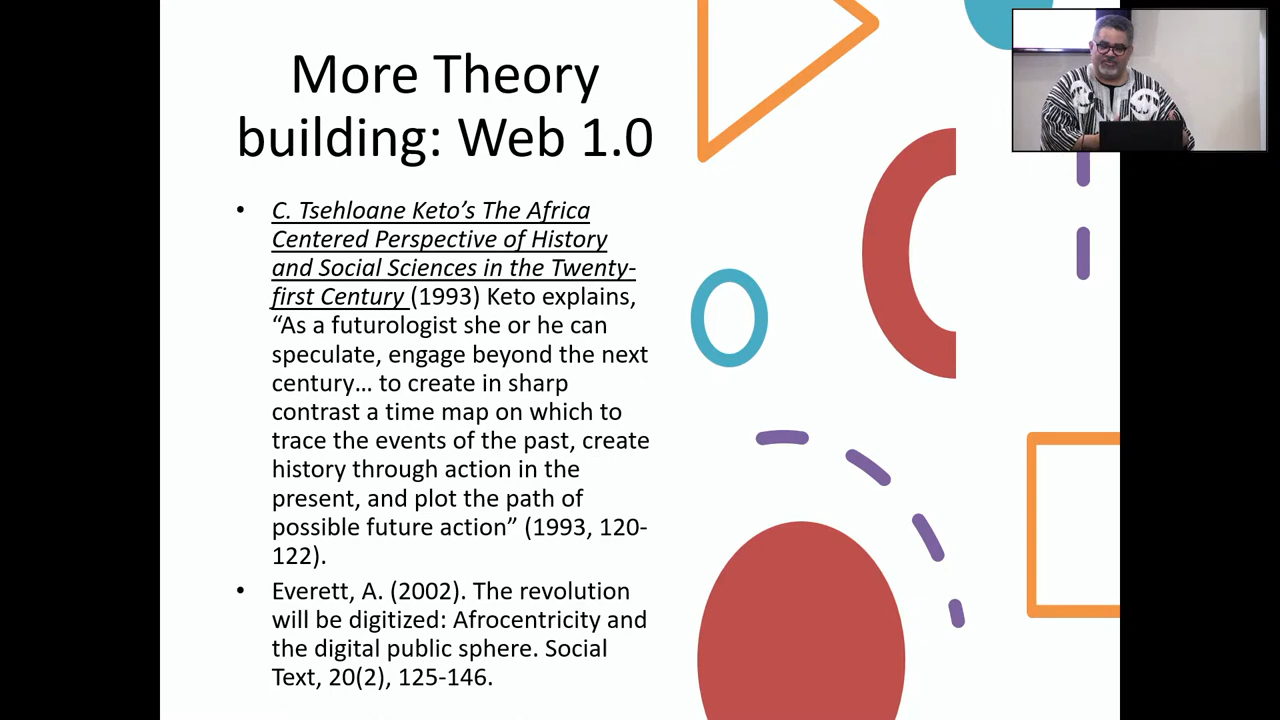 More Theory
building: Web 1.0
• C. Tsehloane Keto’s The Africa
Centered Perspective of History
and Social Sciences in the Twenty-
first Century (1993) Keto explains,
“As a futurologist she or he can
speculate, engage beyond the next
century… to create in sharp
contrast a time map on which to
trace the events of the past, create
history through action in the
present, and plot the path of
possible future action” (1993, 120-
122).
• Everett, A. (2002). The revolution
will be digitized: Afrocentricity and
the digital public sphere. Social
Text, 20(2), 125-146.